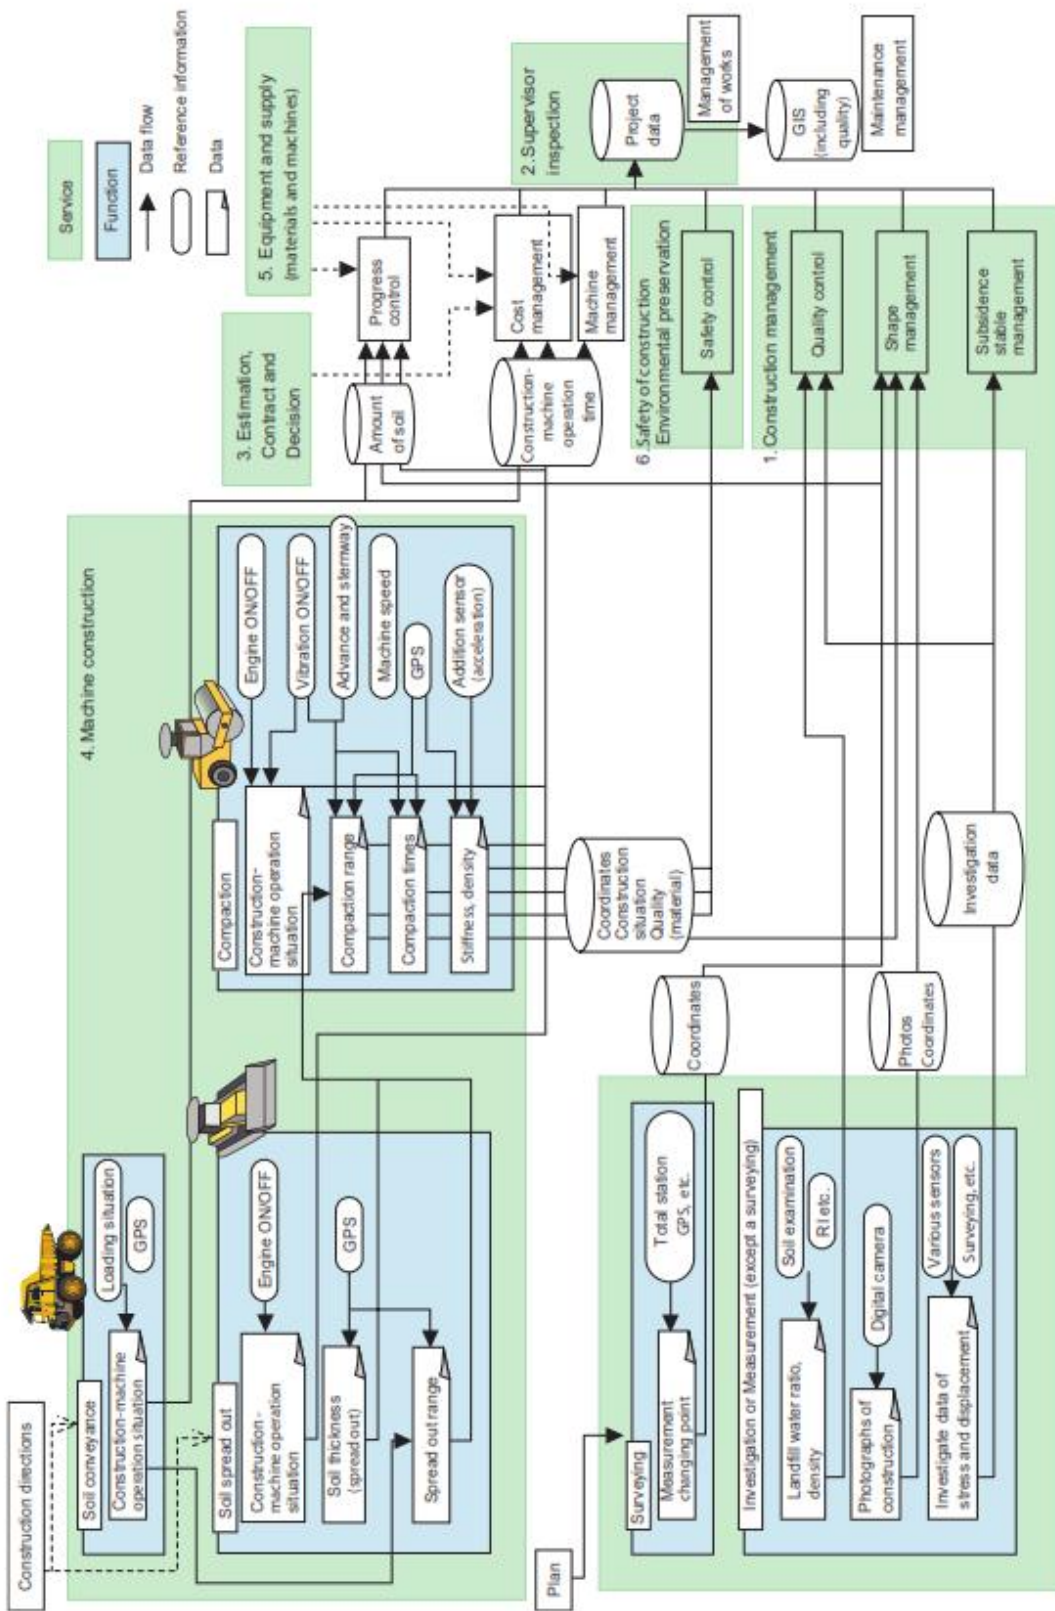 Service
Function
Data flow
Reference information
Data
Construction directions
4. Machine construction
Soil conveyance
Construction-machine
operation situation
Loading situation
GPS
Soil spread out
Construction-
machine operation
situation
Engine ON/OFF
Soil thickness
(spread out)
GPS
Spread out range
Compaction
Construction-
machine operation
situation
Compaction range
Compaction times
Stiffness, density
Engine ON/OFF
Vibration ON/OFF
Advance and sternway
Machine speed
GPS
Addition sensor
(acceleration)
3. Estimation,
Contract and
Decision
5. Equipment and supply
(materials and machines)
Amount
of soil
Progress
control
Construction-
machine
operation
time
Cost
management
Machine
management
2. Supervisor
inspection
Project
data
Management
of works
GIS
(including
quality)
Maintenance
management
6.Safety of construction
Environmental preservation
Safety control
1. Construction management
Quality control
Shape
management
Subsidence
stable
management
Coordinates
Construction
situation
Quality
(material)
Coordinates
Photos
Coordinates
Investigation
data
Plan
Surveying
Measurement
changing point
Total station
GPS, etc.
Investigation or Measurement (except a surveying)
Landfill water ratio,
density
Soil examination
RI etc.
Photographs of
construction
Digital camera
Investigate data of
stress and displacement
Various sensors
Surveying, etc.